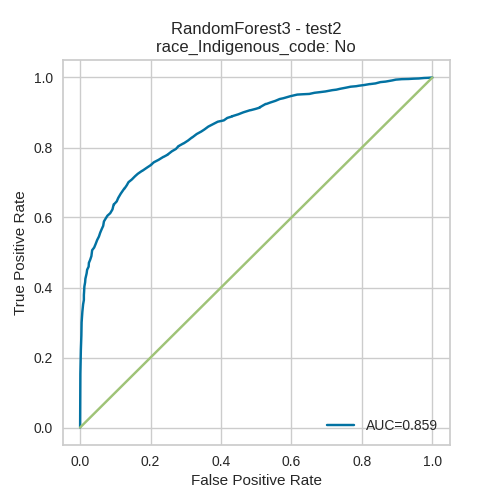 RandomForest3 - test2
race_Indigenous_code: No
1.0
0.8
0.6
0.4
0.2
0.0
True Positive Rate
AUC=0.859
0.0 0.2 0.4 0.6 0.8 1.0
False Positive Rate